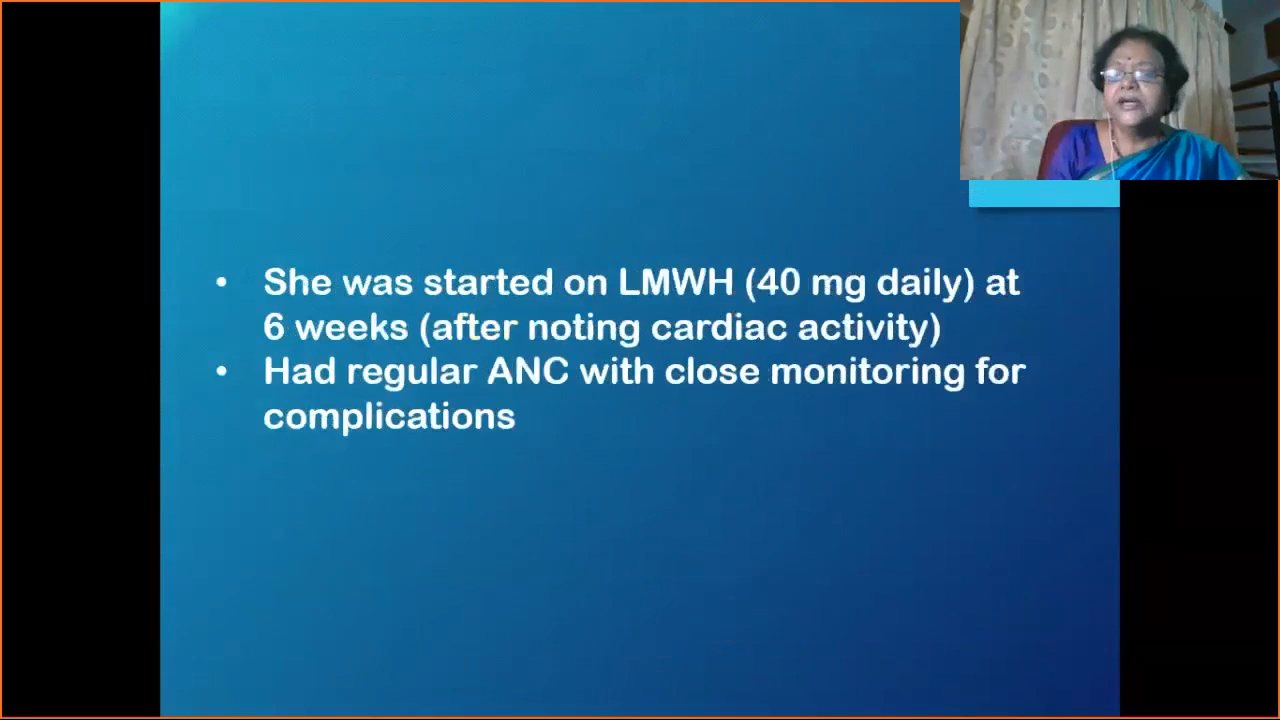 • She was started on LMWH (40 mg daily) at
6 weeks (after noting cardiac activity)
• Had regular ANC with close monitoring for
complications